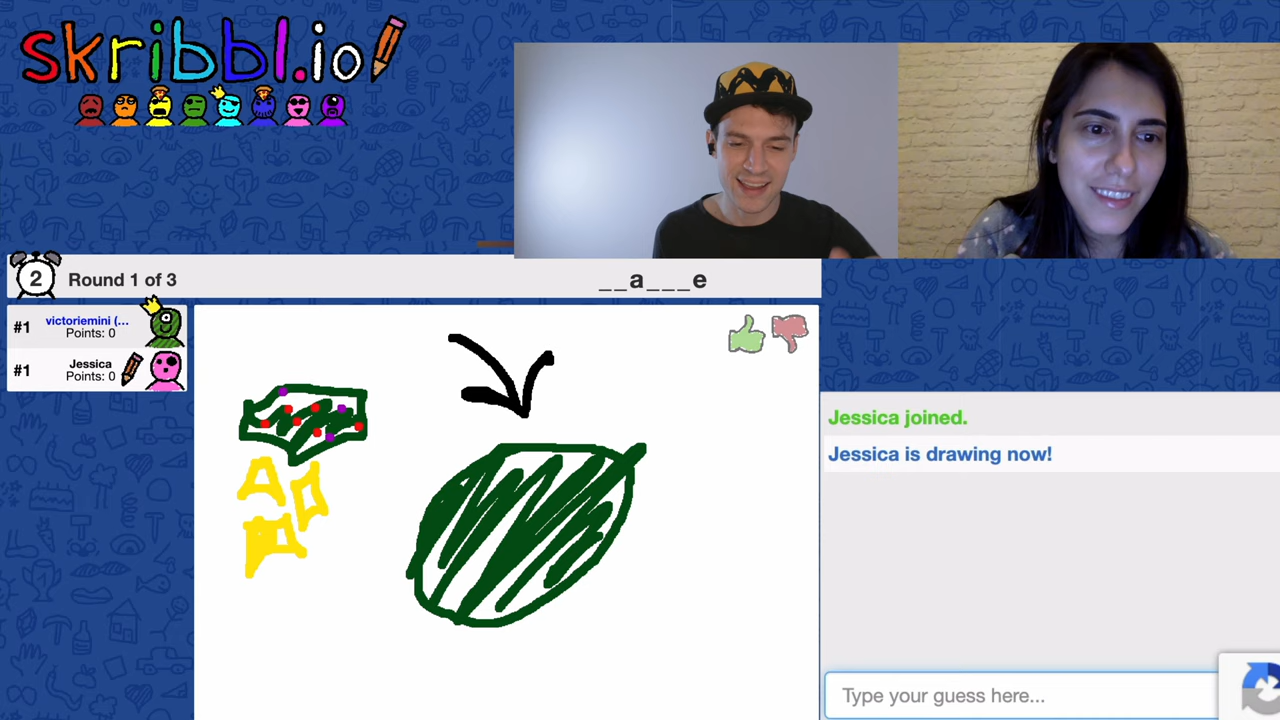 skribbl.io
2
Round 1 of 3
__a___e
#1
victoriemini (...
Points: 0
#1
Jessica
Points: 0
Jessica joined.
Jessica is drawing now!
Type your guess here...